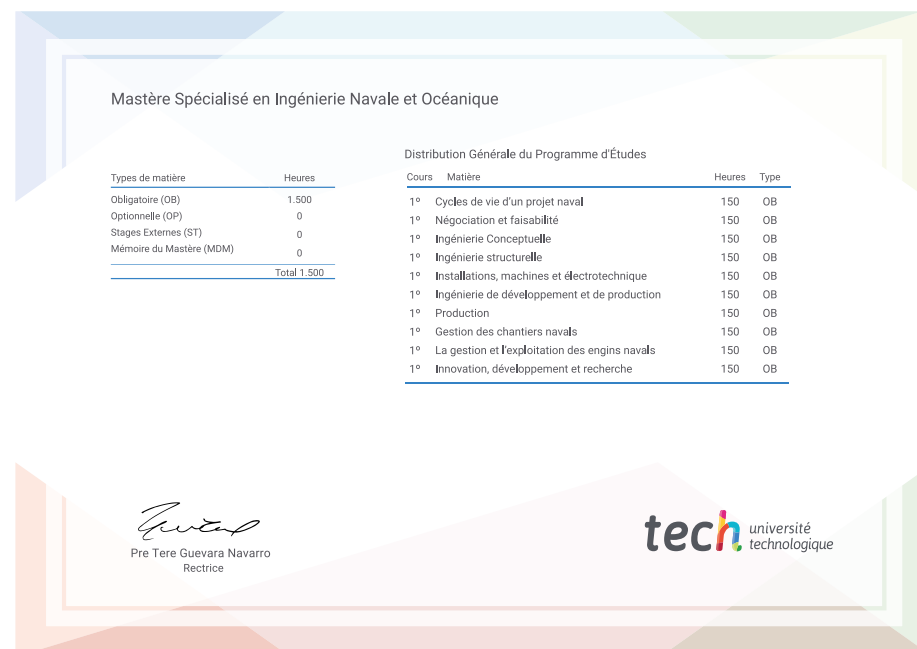 Mastère Spécialisé en Ingénierie Navale et Océanique
Types de matière Heures
Obligatoire (OB) 1.500
Optionnelle (OP) 0
Stages Externes (ST) 0
Mémoire du Mastère (MDM) 0
Total 1.500
Distribution Générale du Programme d'Études
Cours Matière Heures Type
1º Cycles de vie d'un projet naval 150 OB
1º Négociation et faisabilité 150 OB
1º Ingénierie Conceptuelle 150 OB
1º Ingénierie structurelle 150 OB
1º Installations, machines et électrotechnique 150 OB
1º Ingénierie de développement et de production 150 OB
1º Production 150 OB
1º Gestion des chantiers navals 150 OB
1º La gestion et l'exploitation des engins navals 150 OB
1º Innovation, développement et recherche 150 OB
Pre Tere Guevara Navarro
Rectrice
tech université
technologique